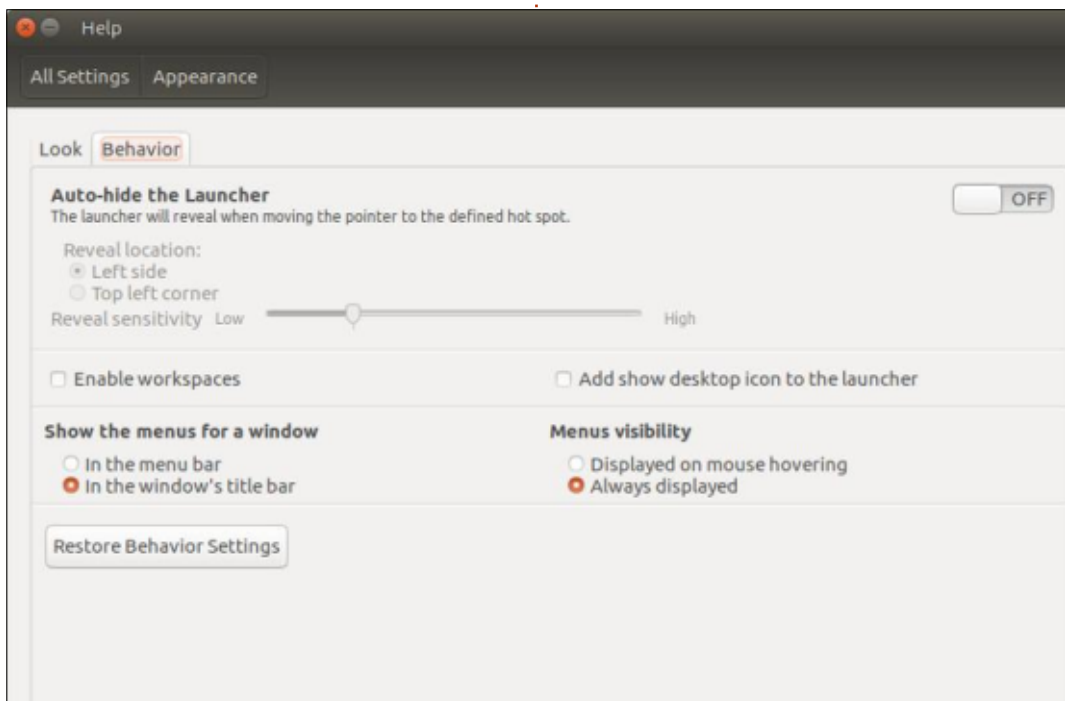 Help
All Settings Appearance
Look Behavior
Auto-hide the Launcher
OFF
The launcher will reveal when moving the pointer to the defined hot spot.
Reveal location:
Left side
Top left corner
Reveal sensitivity Low High
Enable workspaces
Add show desktop icon to the launcher
Show the menus for a window
In the menu bar
In the window's title bar
Menus visibility
Displayed on mouse hovering
Always displayed
Restore Behavior Settings